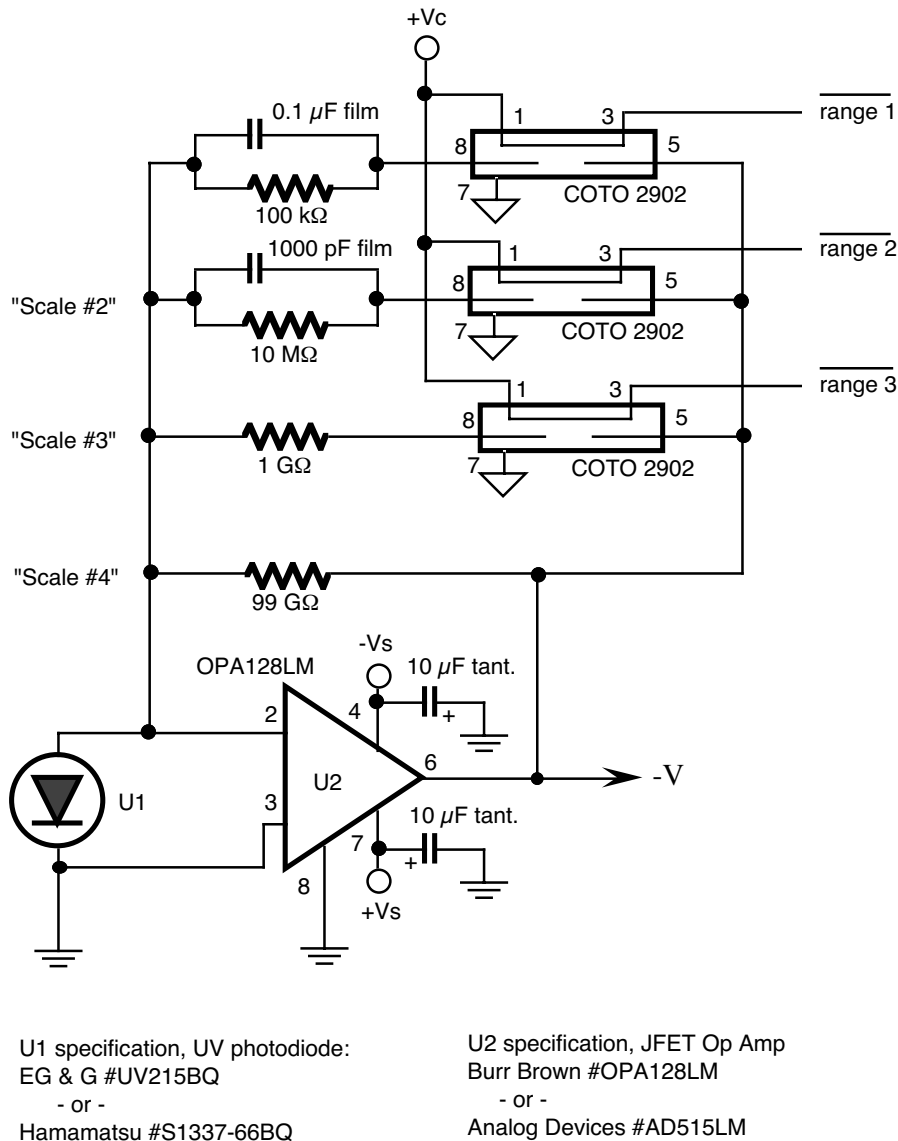 +Vc
0.1 µF film
1
3
range 1
8
5
7
COTO 2902
100 kΩ
1000 pF film
1
3
range 2
"Scale #2"
8
5
7
COTO 2902
10 MΩ
1
3
range 3
"Scale #3"
8
5
7
COTO 2902
1 GΩ
"Scale #4"
99 GΩ
-Vs
OPA128LM
10 µF tant.
2
4
+
6
U1
U2
-V
3
10 µF tant.
7
+
8
+Vs
U1 specification, UV photodiode:
EG & G #UV215BQ
- or -
Hamamatsu #S1337-66BQ
U2 specification, JFET Op Amp
Burr Brown #OPA128LM
- or -
Analog Devices #AD515LM